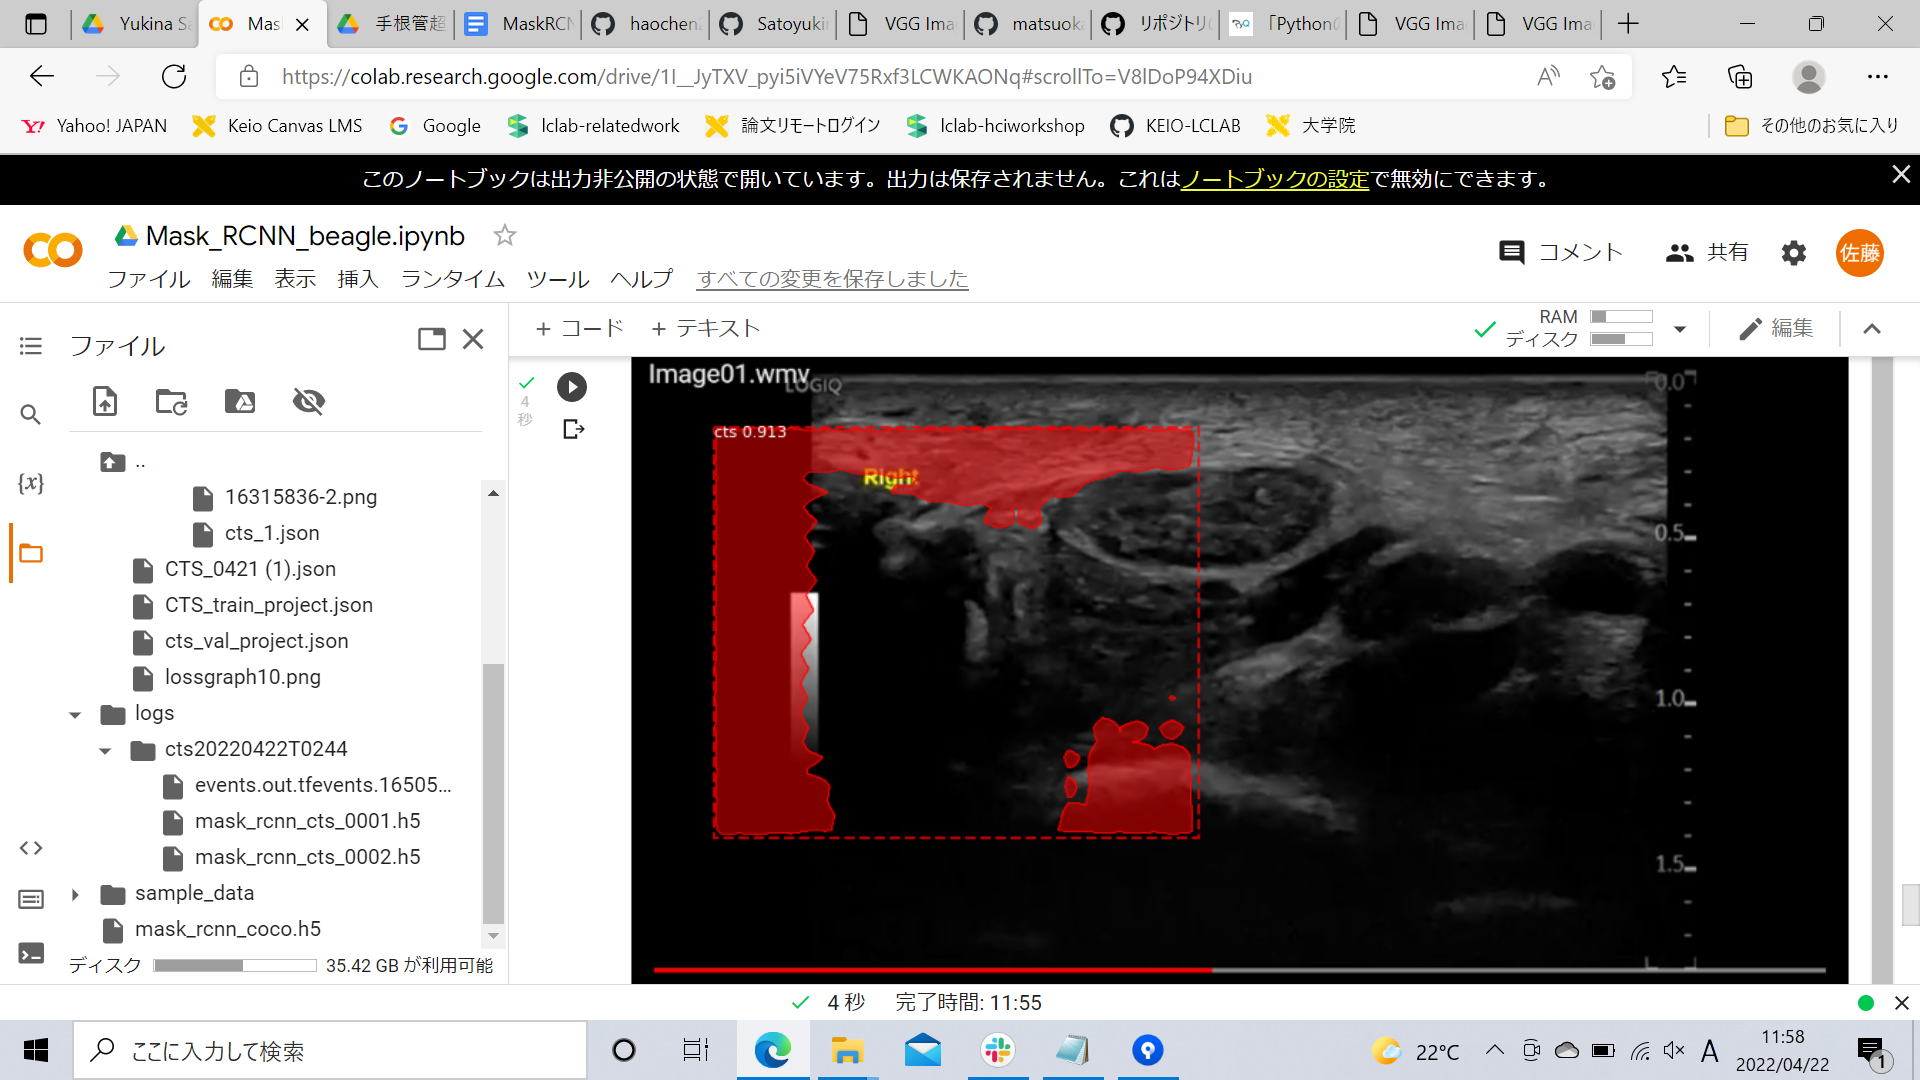 Yukina Sa
Mas
手根管超
MaskRCN
haochen
Satoyukin
VGG Ima
matsuok
リポジトリの
「Pythonの
VGG Ima
VGG Ima
https://colab.research.google.com/drive/1I__JyTXV_pyi5iVYeV75Rxf3LCWKAONq#scrollTo=V8lDoP94XDiu
Yahoo! JAPAN
Keio Canvas LMS
Google
lclab-relatedwork
論文リモートログイン
lclab-hciworkshop
KEIO-LCLAB
大学院
その他のお気に入り
このノートブックは出力非公開の状態で開いています。出力は保存されません。これはノートブックの設定で無効にできます。
Mask_RCNN_beagle.ipynb
コメント
共有
佐藤
ファイル 編集 表示 挿入 ランタイム ツール ヘルプ すべての変更を保存しました
ファイル
+ コード + テキスト
RAM
ディスク
編集
..
16315836-2.png
cts_1.json
CTS_0421 (1).json
CTS_train_project.json
cts_val_project.json
lossgraph10.png
logs
cts20220422T0244
events.out.tfevents.16505...
mask_rcnn_cts_0001.h5
mask_rcnn_cts_0002.h5
sample_data
mask_rcnn_coco.h5
ディスク 35.42 GB が利用可能
4
秒
Image01.wmv
LOGIQ
cts 0.913
Right
0.0
0.5
1.0
1.5
4 秒 完了時間: 11:55
ここに入力して検索
22°C
A
11:58
2022/04/22
1